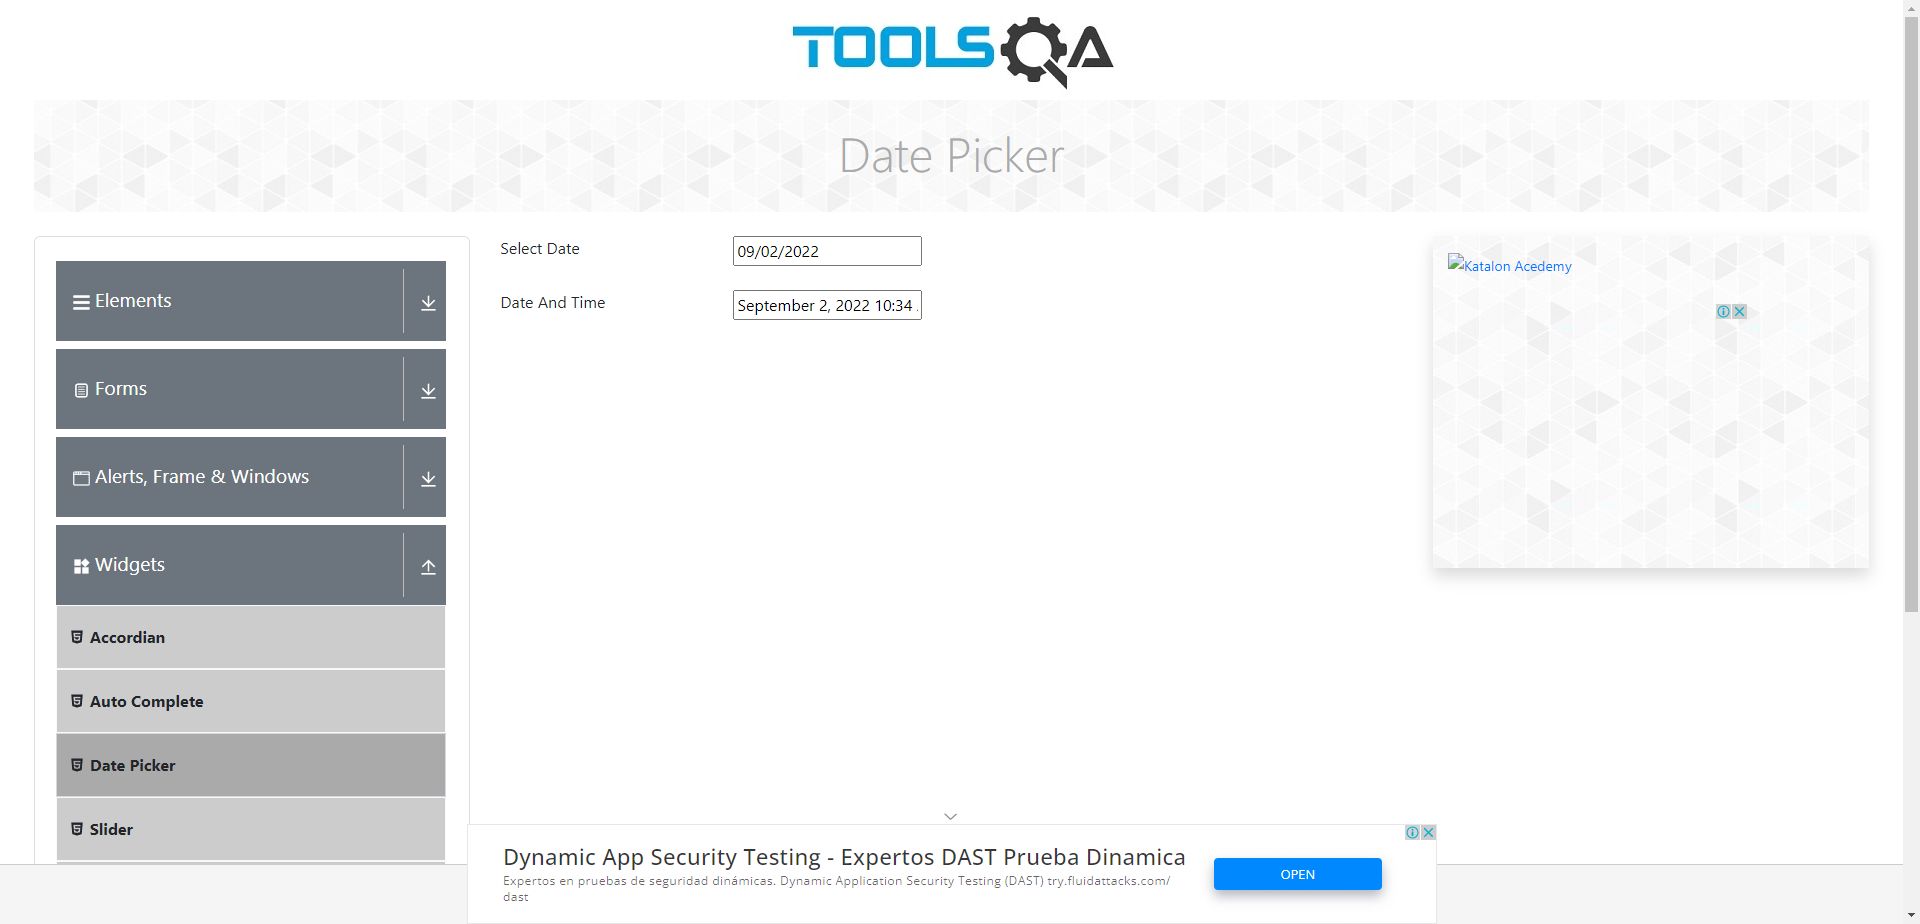 TOOLSQA
Date Picker
Elements
Forms
Alerts, Frame & Windows
Widgets
Accordian
Auto Complete
Date Picker
Slider
Select Date
09/02/2022
Date And Time
September 2, 2022 10:34
Katalon Acedemy
Dynamic App Security Testing - Expertos DAST Prueba Dinamica
Expertos en pruebas de seguridad dinámicas. Dynamic Application Security Testing (DAST) try.fluidattacks.com/
dast
OPEN